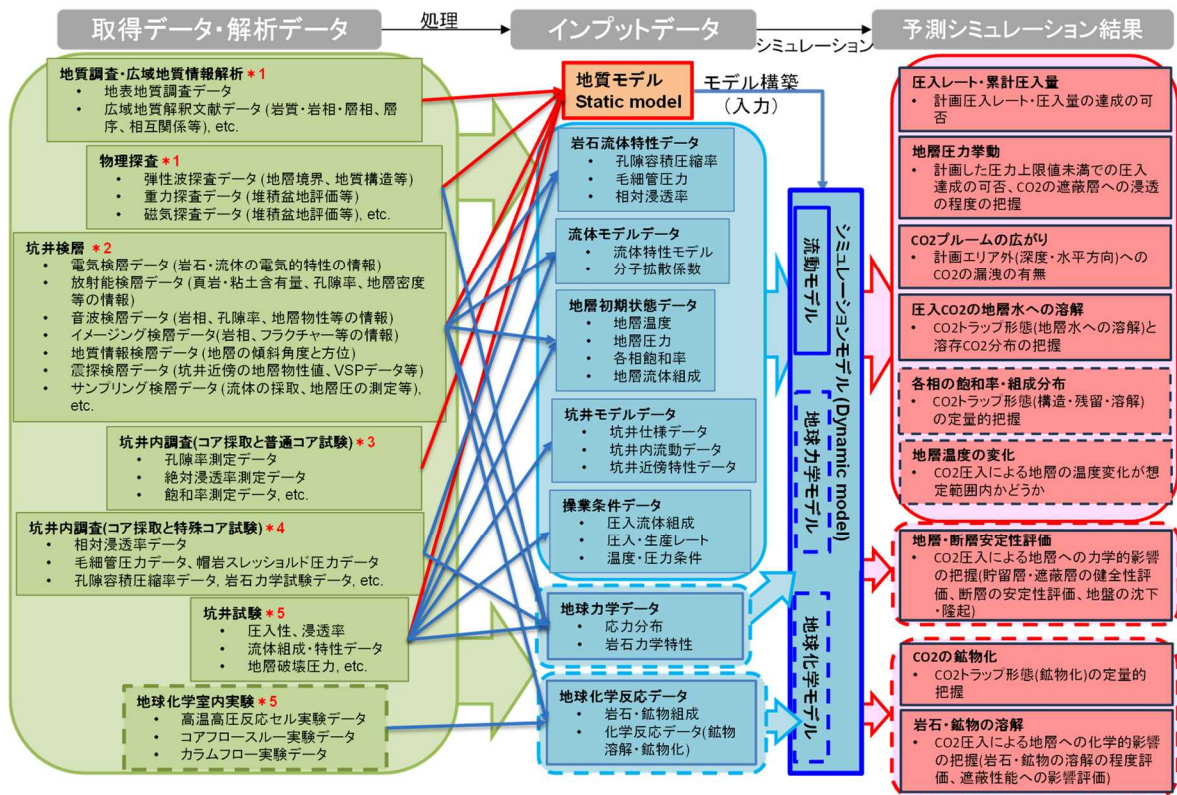 取得データ・解析データ
処理
インプットデータ
シミュレーション
予測シミュレーション結果
地質調査・広域地質情報解析＊1
• 地表地質調査データ
• 広域地質解釈文献データ (岩質・岩相・層相、層
序、相互関係等), etc.
物理探査＊1
• 弾性波探査データ (地層境界、地質構造等)
• 重力探査データ (堆積盆地評価等)
• 磁気探査データ (堆積盆地評価等), etc.
坑井検層＊2
• 電気検層データ (岩石・流体の電気的特性の情報)
• 放射能検層データ (頁岩・粘土含有量、孔隙率、地層密度
等の情報)
• 音波検層データ (岩相、孔隙率、地層物性等の情報)
• イメージング検層データ(岩相、フラクチャー等の情報)
• 地質情報検層データ (地層の傾斜角度と方位)
• 震探検層データ (坑井近傍の地層物性値、VSPデータ等)
• サンプリング検層データ (流体の採取、地層圧の測定等),
etc.
坑井内調査(コア採取と普通コア試験)＊3
• 孔隙率測定データ
• 絶対浸透率測定データ
• 飽和率測定データ, etc.
坑井内調査(コア採取と特殊コア試験)＊4
• 相対浸透率データ
• 毛細管圧力データ、帽岩スレッショルド圧力データ
• 孔隙容積圧縮率データ, 岩石力学試験データ, etc.
坑井試験＊5
• 圧入性、浸透率
• 流体組成・特性データ
• 地層破壊圧力, etc.
地球化学室内実験＊5
• 高温高圧反応セル実験データ
• コアフロースルー実験データ
• カラムフロー実験データ
地質モデル
Static model
モデル構築
（入力）
岩石流体特性データ
• 孔隙容積圧縮率
• 毛細管圧力
• 相対浸透率
流体モデルデータ
• 流体特性モデル
• 分子拡散係数
地層初期状態データ
• 地層温度
• 地層圧力
• 各相飽和率
• 地層流体組成
坑井モデルデータ
• 坑井仕様データ
• 坑井内流動データ
• 坑井近傍特性データ
操業条件データ
• 圧入流体組成
• 圧入・生産レート
• 温度・圧力条件
地球力学データ
• 応力分布
• 岩石力学特性
地球化学反応データ
• 岩石・鉱物組成
• 化学反応データ(鉱物
溶解・鉱物化)
シミュレーションモデル (Dynamic model)
流動モデル
地球力学モデル
地球化学モデル
圧入レート・累計圧入量
• 計画圧入レート・圧入量の達成の可
否
地層圧力挙動
• 計画した圧力上限値未満での圧入
達成の可否、CO2の遮蔽層への浸透
の程度の把握
CO2プルームの広がり
• 計画エリア外(深度・水平方向)への
CO2の漏洩の有無
圧入CO2の地層水への溶解
• CO2トラップ形態(地層水への溶解)と
溶存CO2分布の把握
各相の飽和率・組成分布
• CO2トラップ形態(構造・残留・溶解)
の定量的把握
地層温度の変化
• CO2圧入による地層の温度変化が想
定範囲内かどうか
地層・断層安定性評価
• CO2圧入による地層への力学的影響
の把握(貯留層・遮蔽層の健全性評
価、断層の安定性評価、地盤の沈下
・隆起)
CO2の鉱物化
• CO2トラップ形態(鉱物化)の定量的
把握
岩石・鉱物の溶解
• CO2圧入による地層への化学的影響
の把握(岩石・鉱物の溶解の程度評
価、遮蔽性能への影響評価)